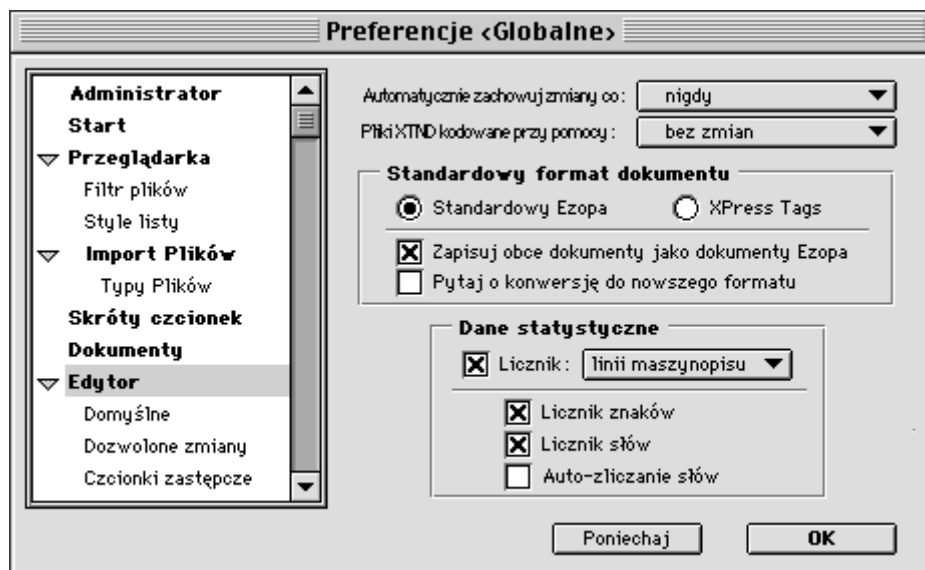 Preferencje <Globalne>
Administrator
Start
Przeglądarka
Filtr plików
Style listy
Import Plików
Typy Plików
Skróty czcionek
Dokumenty
Edytor
Domyślne
Dozwolone zmiany
Czcionki zastępcze
Automatycznie zachowuj zmiany co: nigdy
Pliki XTND kodowane przy pomocy: bez zmian
Standardowy format dokumentu
Standardowy Ezopa XPress Tags
Zapisuj obce dokumenty jako dokumenty Ezopa
Pytaj o konwersję do nowszego formatu
Dane statystyczne
Licznik: linii maszynopisu
Licznik znaków
Licznik słów
Auto-zliczanie słów
Poniechaj OK